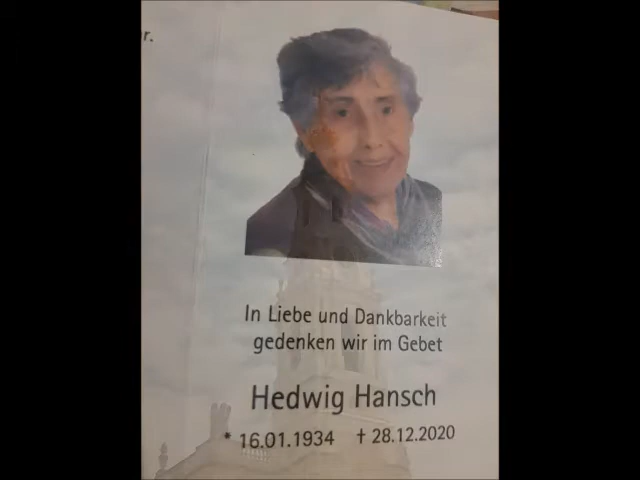 r.
In Liebe und Dankbarkeit
gedenken wir im Gebet
Hedwig Hansch
* 16.01.1934 † 28.12.2020